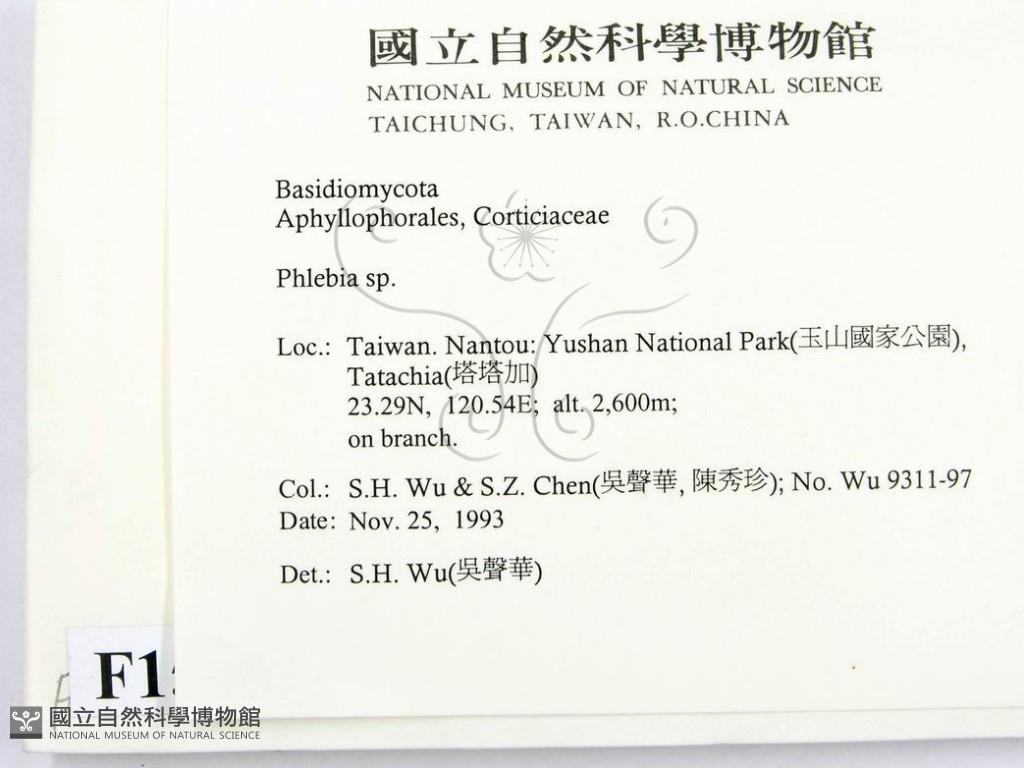 國立自然科學博物館
NATIONAL MUSEUM OF NATURAL SCIENCE
TAICHUNG, TAIWAN, R.O.CHINA
Basidiomycota
Aphyllophorales, Corticiaceae
Phlebia sp.
Loc.: Taiwan. Nantou: Yushan National Park(玉山國家公園),
Tatachia(塔塔加)
23.29N, 120.54E; alt. 2,600m;
on branch.
Col.: S.H. Wu & S.Z. Chen(吳聲華, 陳秀珍); No. Wu 9311-97
Date: Nov. 25, 1993
Det.: S.H. Wu(吳聲華)
國立自然科學博物館
NATIONAL MUSEUM OF NATURAL SCIENCE